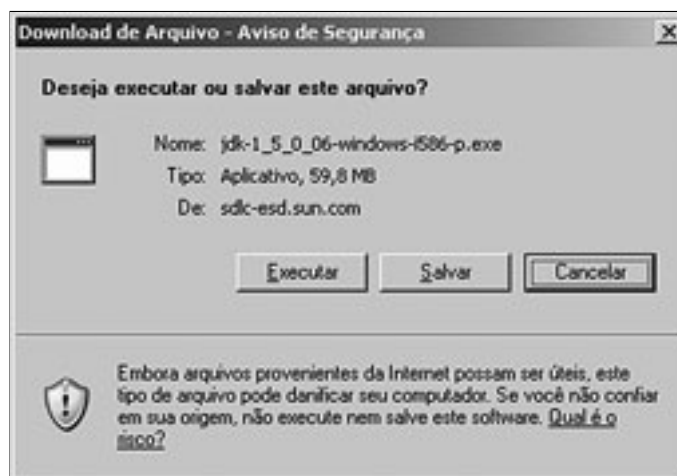 Download de Arquivo - Aviso de Segurança
Deseja executar ou salvar este arquivo?
Nome: jdk-1_5_0_06-windows-i586-p.exe
Tipo: Aplicativo, 59,8 MB
De: sdlc-esd.sun.com
Executar Salvar Cancelar
Embora arquivos provenientes da Internet possam ser úteis, este
tipo de arquivo pode danificar seu computador. Se você não confiar
em sua origem, não execute nem salve este software. Qual é o
risco?